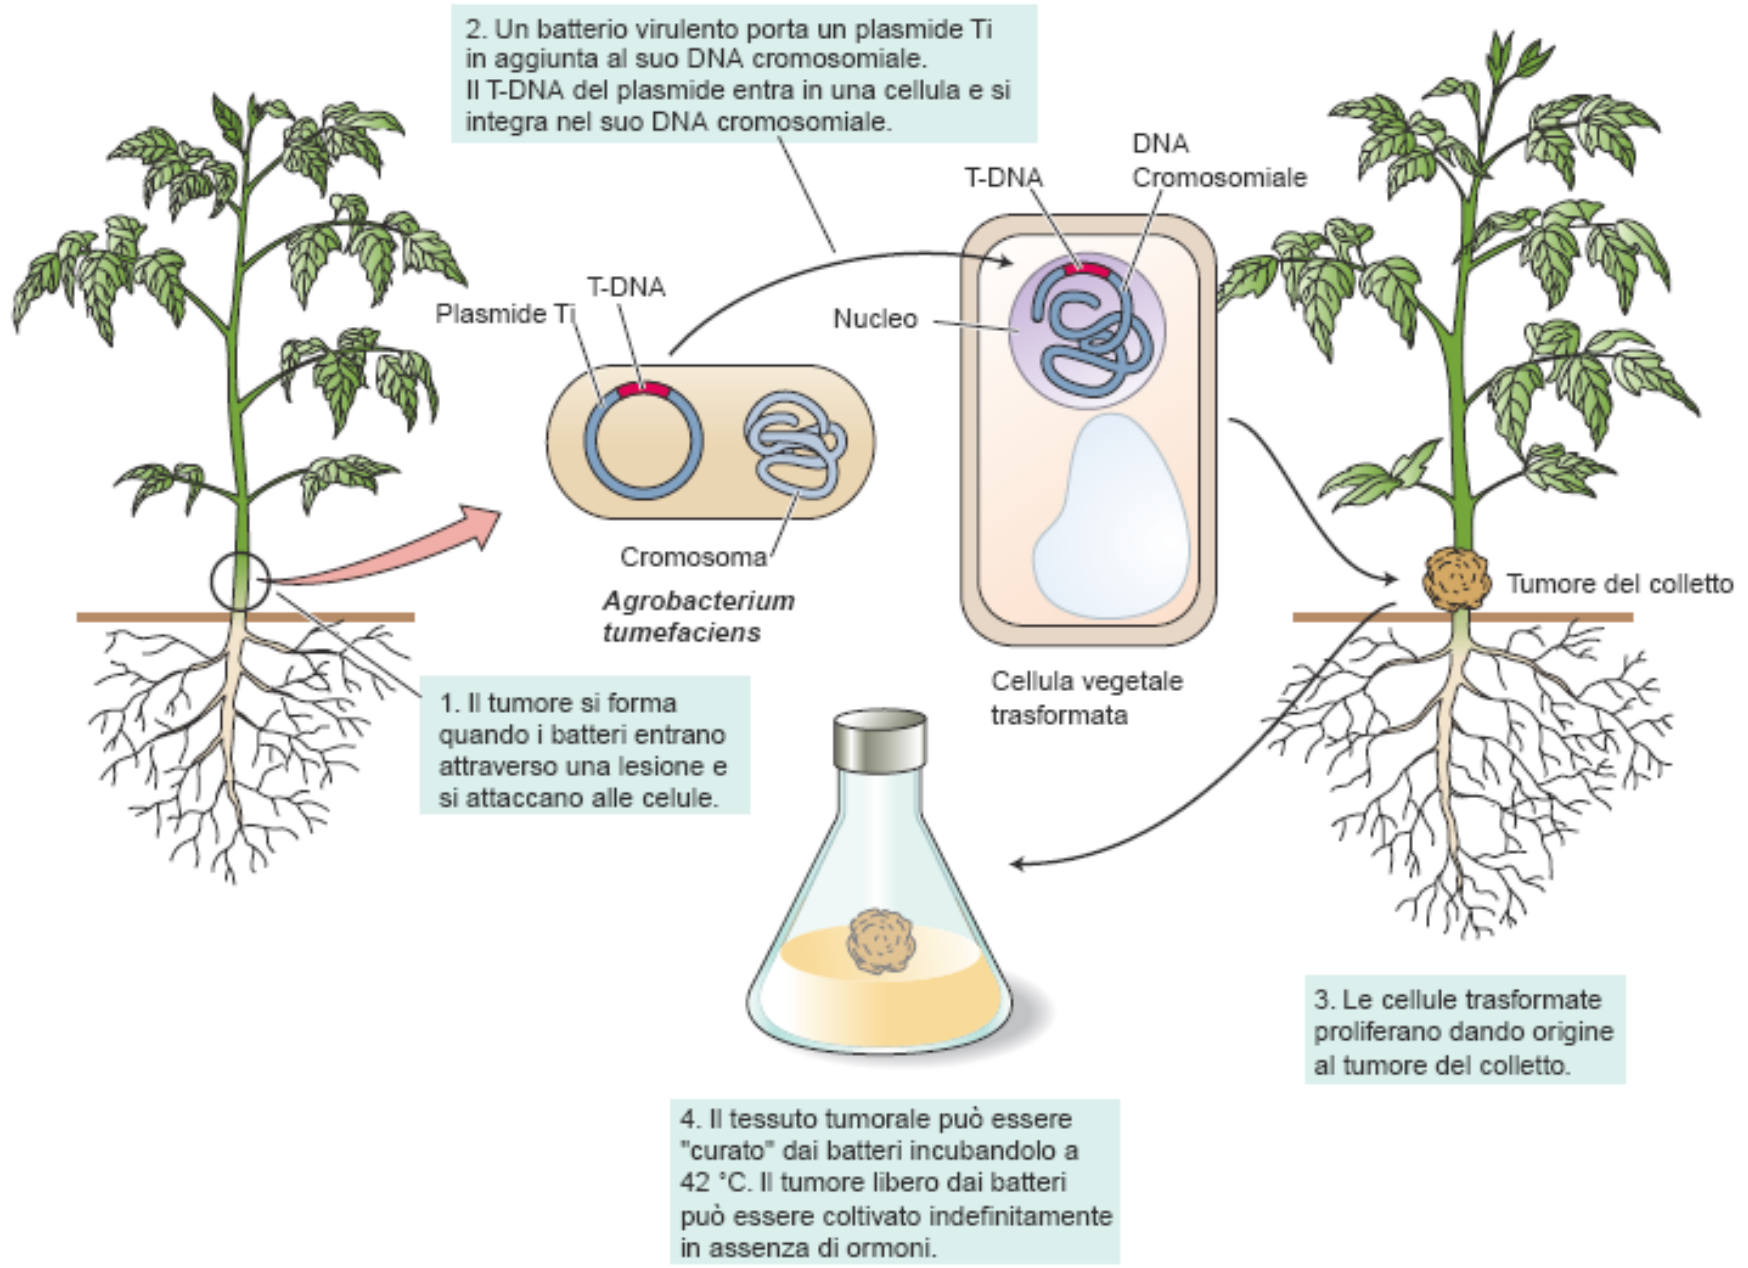 2. Un batterio virulento porta un plasmide Ti
in aggiunta al suo DNA cromosomiale.
Il T-DNA del plasmide entra in una cellula e si
integra nel suo DNA cromosomiale.
T-DNA
DNA
Cromosomiale
Plasmide Ti
T-DNA
Nucleo
Cromosoma
Agrobacterium
tumefaciens
Cellula vegetale
trasformata
Tumore del colletto
1. Il tumore si forma
quando i batteri entrano
attraverso una lesione e
si attaccano alle celule.
3. Le cellule trasformate
proliferano dando origine
al tumore del colletto.
4. Il tessuto tumorale può essere
"curato" dai batteri incubandolo a
42 °C. Il tumore libero dai batteri
può essere coltivato indefinitamente
in assenza di ormoni.